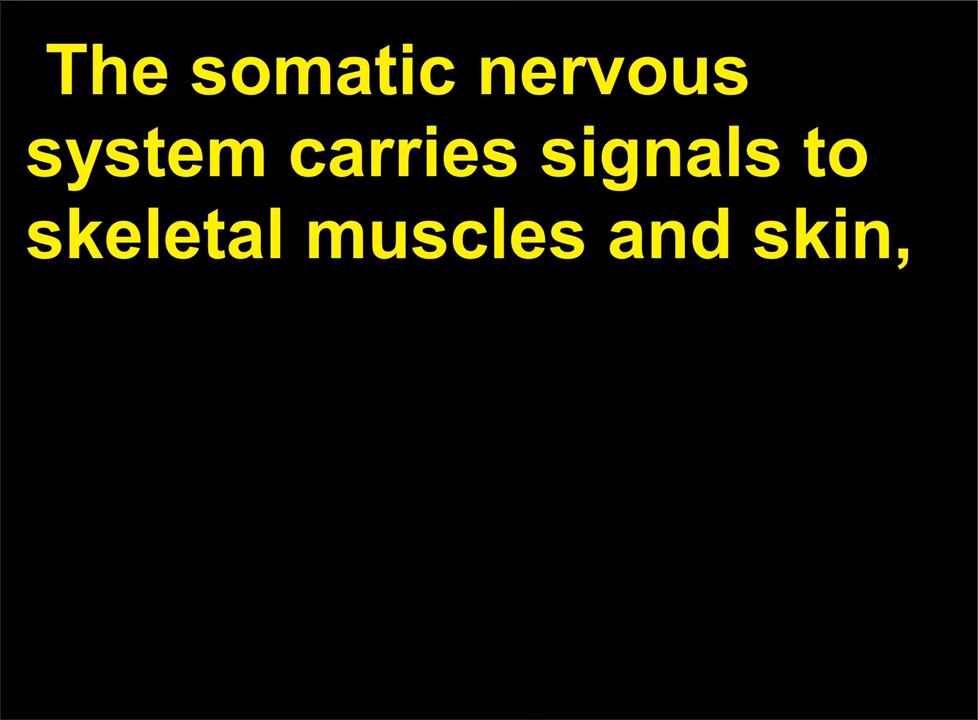 The somatic nervous
system carries signals to
skeletal muscles and skin,